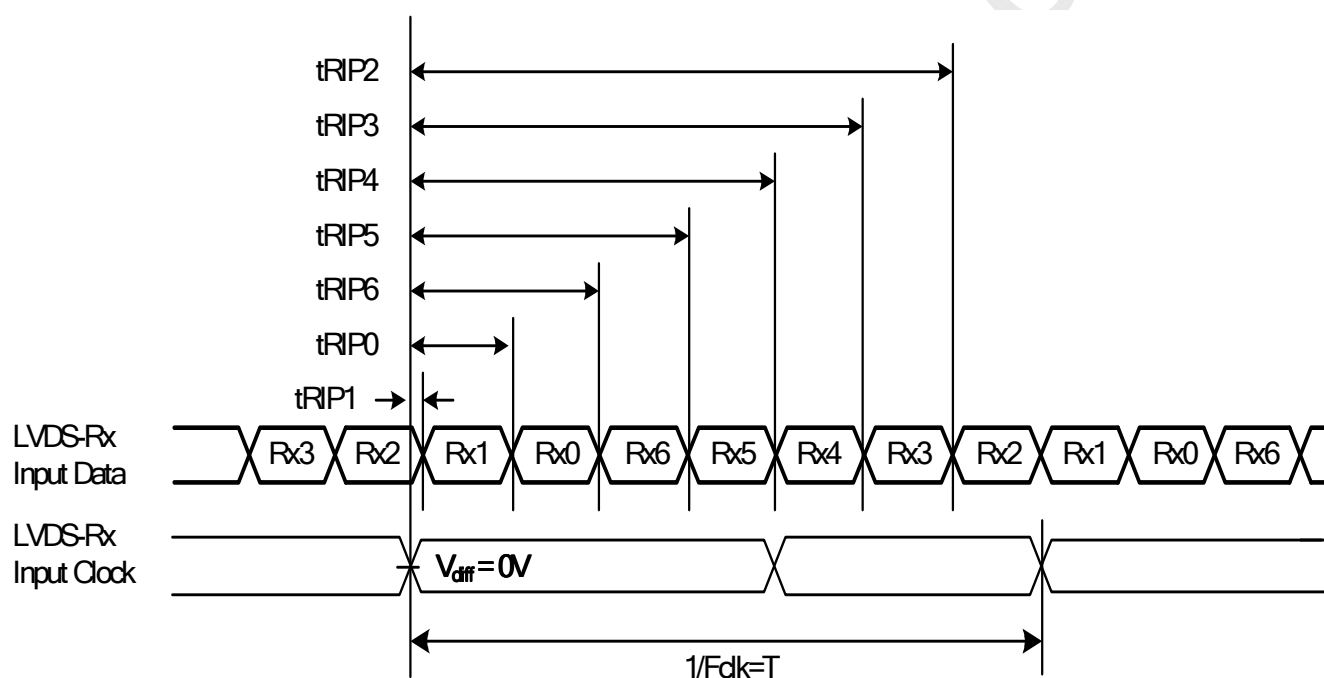 tRIP2
tRIP3
tRIP4
tRIP5
tRIP6
tRIP0
tRIP1
LVDS-Rx
Input Data
Rx3 Rx2 Rx1 Rx0 Rx6 Rx5 Rx4 Rx3 Rx2 Rx1 Rx0 Rx6
LVDS-Rx
Input Clock
Vdiff = 0V
1/Fclk=T